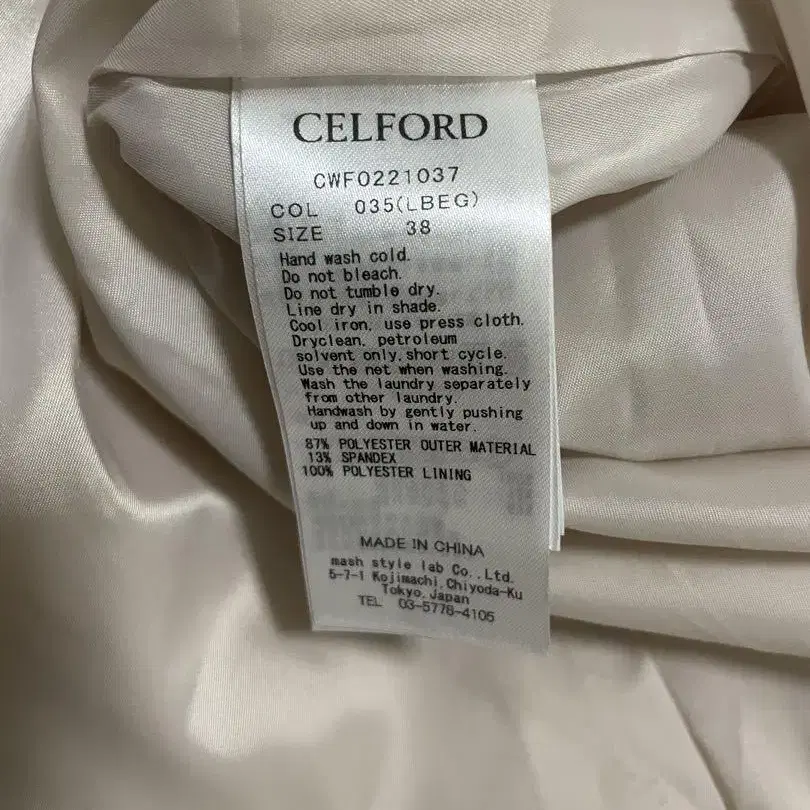 CELFORD
CWFO221037
COL 035(LBEG)
SIZE 38
Hand wash cold.
Do not bleach.
Do not tumble dry.
Line dry in shade.
Cool iron, use press cloth.
Dryclean, petroleum
solvent only,short cycle.
Use the net when washing.
Wash the laundry separately
from other laundry.
Handwash by gently pushing
up and down in water.
87% POLYESTER OUTER MATERIAL
13% SPANDEX
100% POLYESTER LINING
MADE IN CHINA
mash style lab Co.,Ltd.
5-7-1 Kojimachi,Chiyoda-Ku
Tokyo,Japan
TEL 03-5778-4105